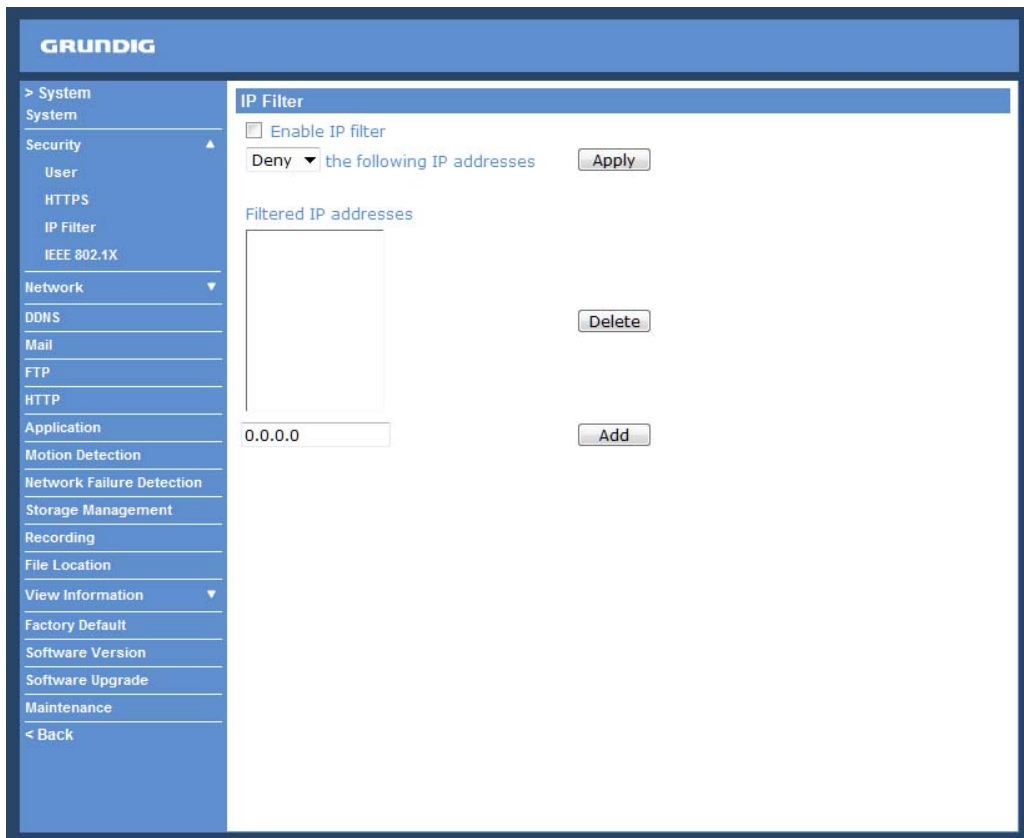 GRUNDIG
> System
System
Security
User
HTTPS
IP Filter
IEEE 802.1X
Network
DDNS
Mail
FTP
HTTP
Application
Motion Detection
Network Failure Detection
Storage Management
Recording
File Location
View Information
Factory Default
Software Version
Software Upgrade
Maintenance
< Back
IP Filter
Enable IP filter
Deny the following IP addresses Apply
Filtered IP addresses
Delete
0.0.0.0 Add